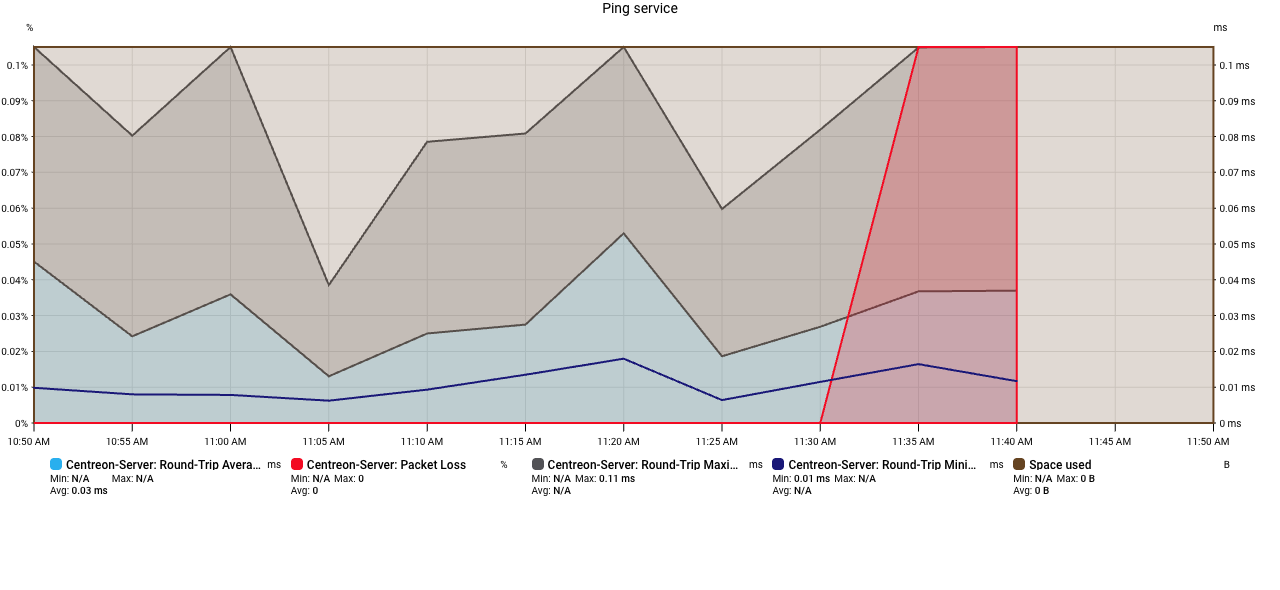 Ping service
% ms
0.1% 0.1 ms
0.09% 0.09 ms
0.08% 0.08 ms
0.07% 0.07 ms
0.06% 0.06 ms
0.05% 0.05 ms
0.04% 0.04 ms
0.03% 0.03 ms
0.02% 0.02 ms
0.01% 0.01 ms
0% 0 ms
10:50 AM 10:55 AM 11:00 AM 11:05 AM 11:10 AM 11:15 AM 11:20 AM 11:25 AM 11:30 AM 11:35 AM 11:40 AM 11:45 AM 11:50 AM
Centreon-Server: Round-Trip Avera... ms Centreon-Server: Packet Loss % Centreon-Server: Round-Trip Maxi... ms Centreon-Server: Round-Trip Mini... ms Space used B
Min: N/A Max: N/A Min: N/A Max: 0 Min: N/A Max: 0.11 ms Min: 0.01 ms Max: N/A Min: N/A Max: 0 B
Avg: 0.03 ms Avg: 0 Avg: N/A Avg: N/A Avg: 0 B